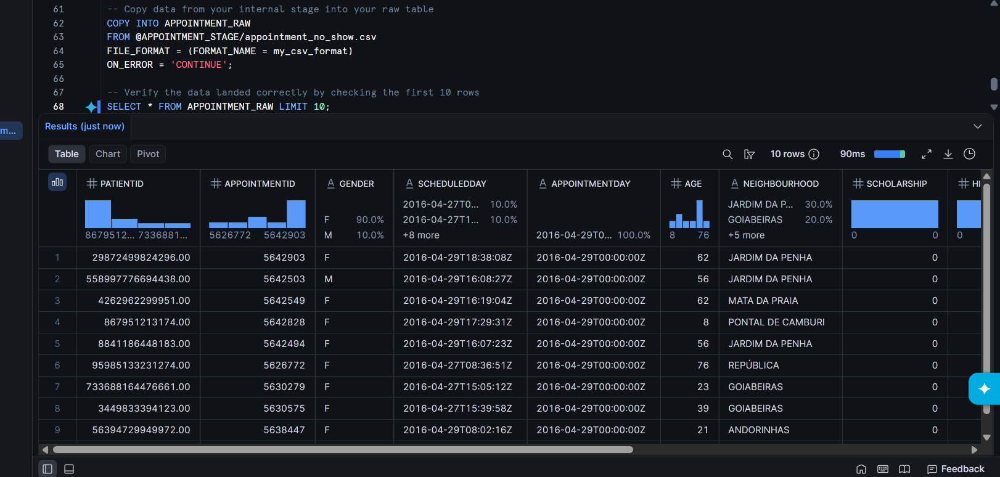 61 -- Copy data from your internal stage into your raw table
62 COPY INTO APPOINTMENT_RAW
63 FROM @APPOINTMENT_STAGE/appointment_no_show.csv
64 FILE_FORMAT = (FORMAT_NAME = my_csv_format)
65 ON_ERROR = 'CONTINUE';
66
67 -- Verify the data landed correctly by checking the first 10 rows
68 SELECT * FROM APPOINTMENT_RAW LIMIT 10;
m...
Results (just now)
Table Chart Pivot 10 rows 90ms
PATIENTID APPOINTMENTID GENDER SCHEDULEDDAY APPOINTMENTDAY AGE NEIGHBOURHOOD SCHOLARSHIP HI
2016-04-27T0... 10.0% JARDIM DA P... 30.0%
F 90.0% 2016-04-27T1... 10.0% GOIABEIRAS 20.0%
8679512... 7336881... 5626772 5642903 M 10.0% +8 more 2016-04-29T0... 100.0% 8 76 +5 more 0 0 0
1 29872499824296.00 5642903 F 2016-04-29T18:38:08Z 2016-04-29T00:00:00Z 62 JARDIM DA PENHA 0
2 558997776694438.00 5642503 M 2016-04-29T16:08:27Z 2016-04-29T00:00:00Z 56 JARDIM DA PENHA 0
3 4262962299951.00 5642549 F 2016-04-29T16:19:04Z 2016-04-29T00:00:00Z 62 MATA DA PRAIA 0
4 867951213174.00 5642828 F 2016-04-29T17:29:31Z 2016-04-29T00:00:00Z 8 PONTAL DE CAMBURI 0
5 8841186448183.00 5642494 F 2016-04-29T16:07:23Z 2016-04-29T00:00:00Z 56 JARDIM DA PENHA 0
6 95985133231274.00 5626772 F 2016-04-27T08:36:51Z 2016-04-29T00:00:00Z 76 REPÚBLICA 0
7 733688164476661.00 5630279 F 2016-04-27T15:05:12Z 2016-04-29T00:00:00Z 23 GOIABEIRAS 0
8 3449833394123.00 5630575 F 2016-04-27T15:39:58Z 2016-04-29T00:00:00Z 39 GOIABEIRAS 0
9 56394729949972.00 5638447 F 2016-04-29T08:02:16Z 2016-04-29T00:00:00Z 21 ANDORINHAS 0
Feedback